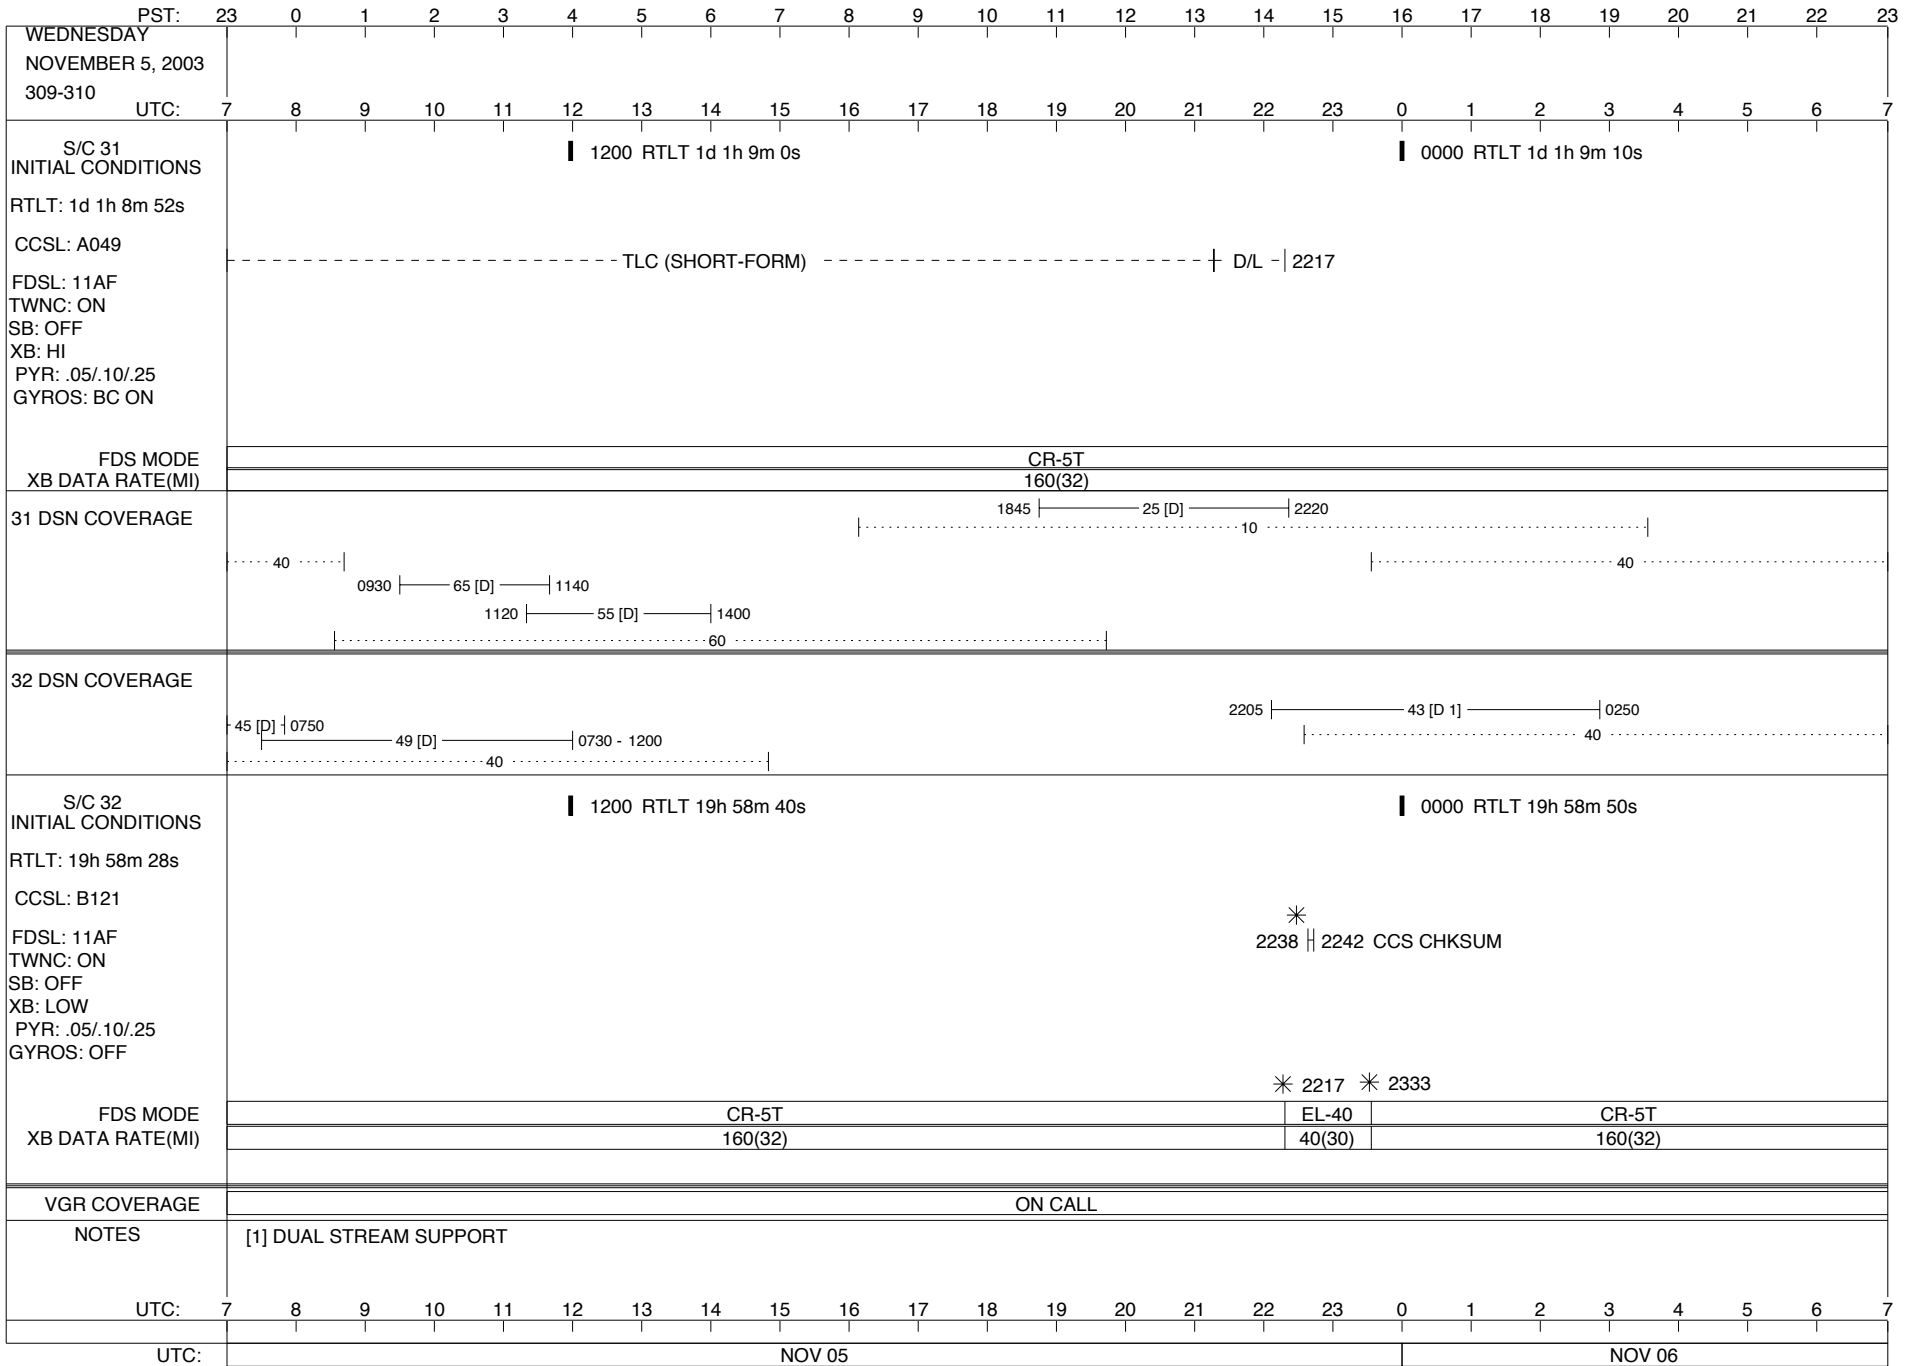 PST: 23 0 1 2 3 4 5 6 7 8 9 10 11 12 13 14 15 16 17 18 19 20 21 22 23
WEDNESDAY
NOVEMBER 5, 2003
309-310
UTC: 7 8 9 10 11 12 13 14 15 16 17 18 19 20 21 22 23 0 1 2 3 4 5 6 7
S/C 31
INITIAL CONDITIONS
1200 RTLT 1d 1h 9m 0s
0000 RTLT 1d 1h 9m 10s
RTLT: 1d 1h 8m 52s
CCSL: A049
TLC (SHORT-FORM) D/L 2217
FDSL: 11AF
TWNC: ON
SB: OFF
XB: HI
PYR: .05/.10/.25
GYROS: BC ON
FDS MODE CR-5T
XB DATA RATE(MI) 160(32)
31 DSN COVERAGE
1845 25 [D] 2220
10
40 40
0930 65 [D] 1140
1120 55 [D] 1400
60
32 DSN COVERAGE
2205 43 [D 1] 0250
45 [D] 0750
40
49 [D] 0730 - 1200
40
S/C 32
INITIAL CONDITIONS
1200 RTLT 19h 58m 40s
0000 RTLT 19h 58m 50s
RTLT: 19h 58m 28s
CCSL: B121
2238 2242 CCS CHKSUM
FDSL: 11AF
TWNC: ON
SB: OFF
XB: LOW
PYR: .05/.10/.25
GYROS: OFF
2217 2333
FDS MODE CR-5T EL-40 CR-5T
XB DATA RATE(MI) 160(32) 40(30) 160(32)
VGR COVERAGE ON CALL
NOTES [1] DUAL STREAM SUPPORT
UTC: 7 8 9 10 11 12 13 14 15 16 17 18 19 20 21 22 23 0 1 2 3 4 5 6 7
UTC: NOV 05 NOV 06